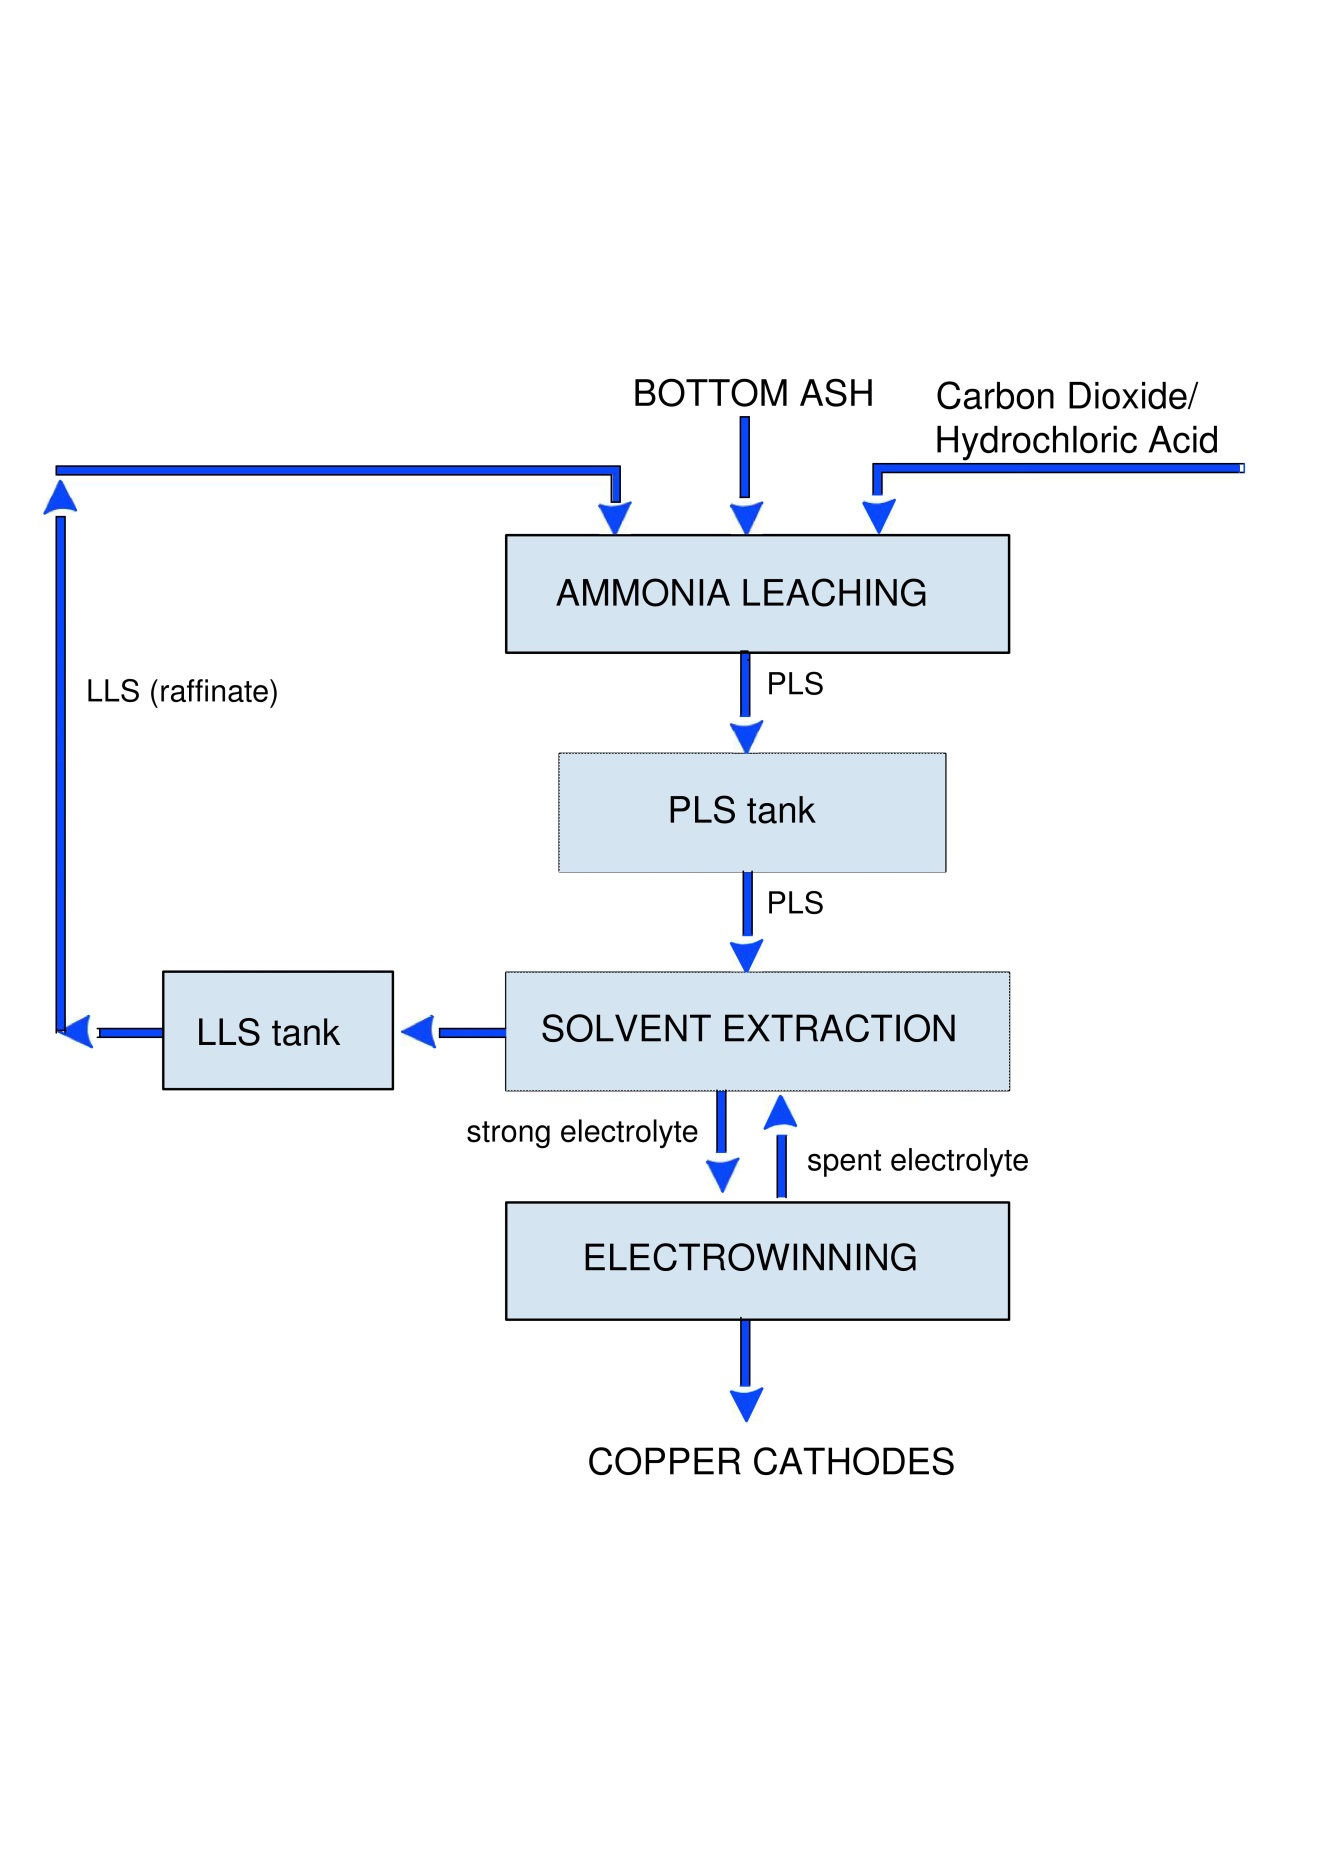 BOTTOM ASH
Carbon Dioxide/
Hydrochloric Acid
AMMONIA LEACHING
PLS
LLS (raffinate)
PLS tank
PLS
SOLVENT EXTRACTION
LLS tank
strong electrolyte
spent electrolyte
ELECTROWINNING
COPPER CATHODES